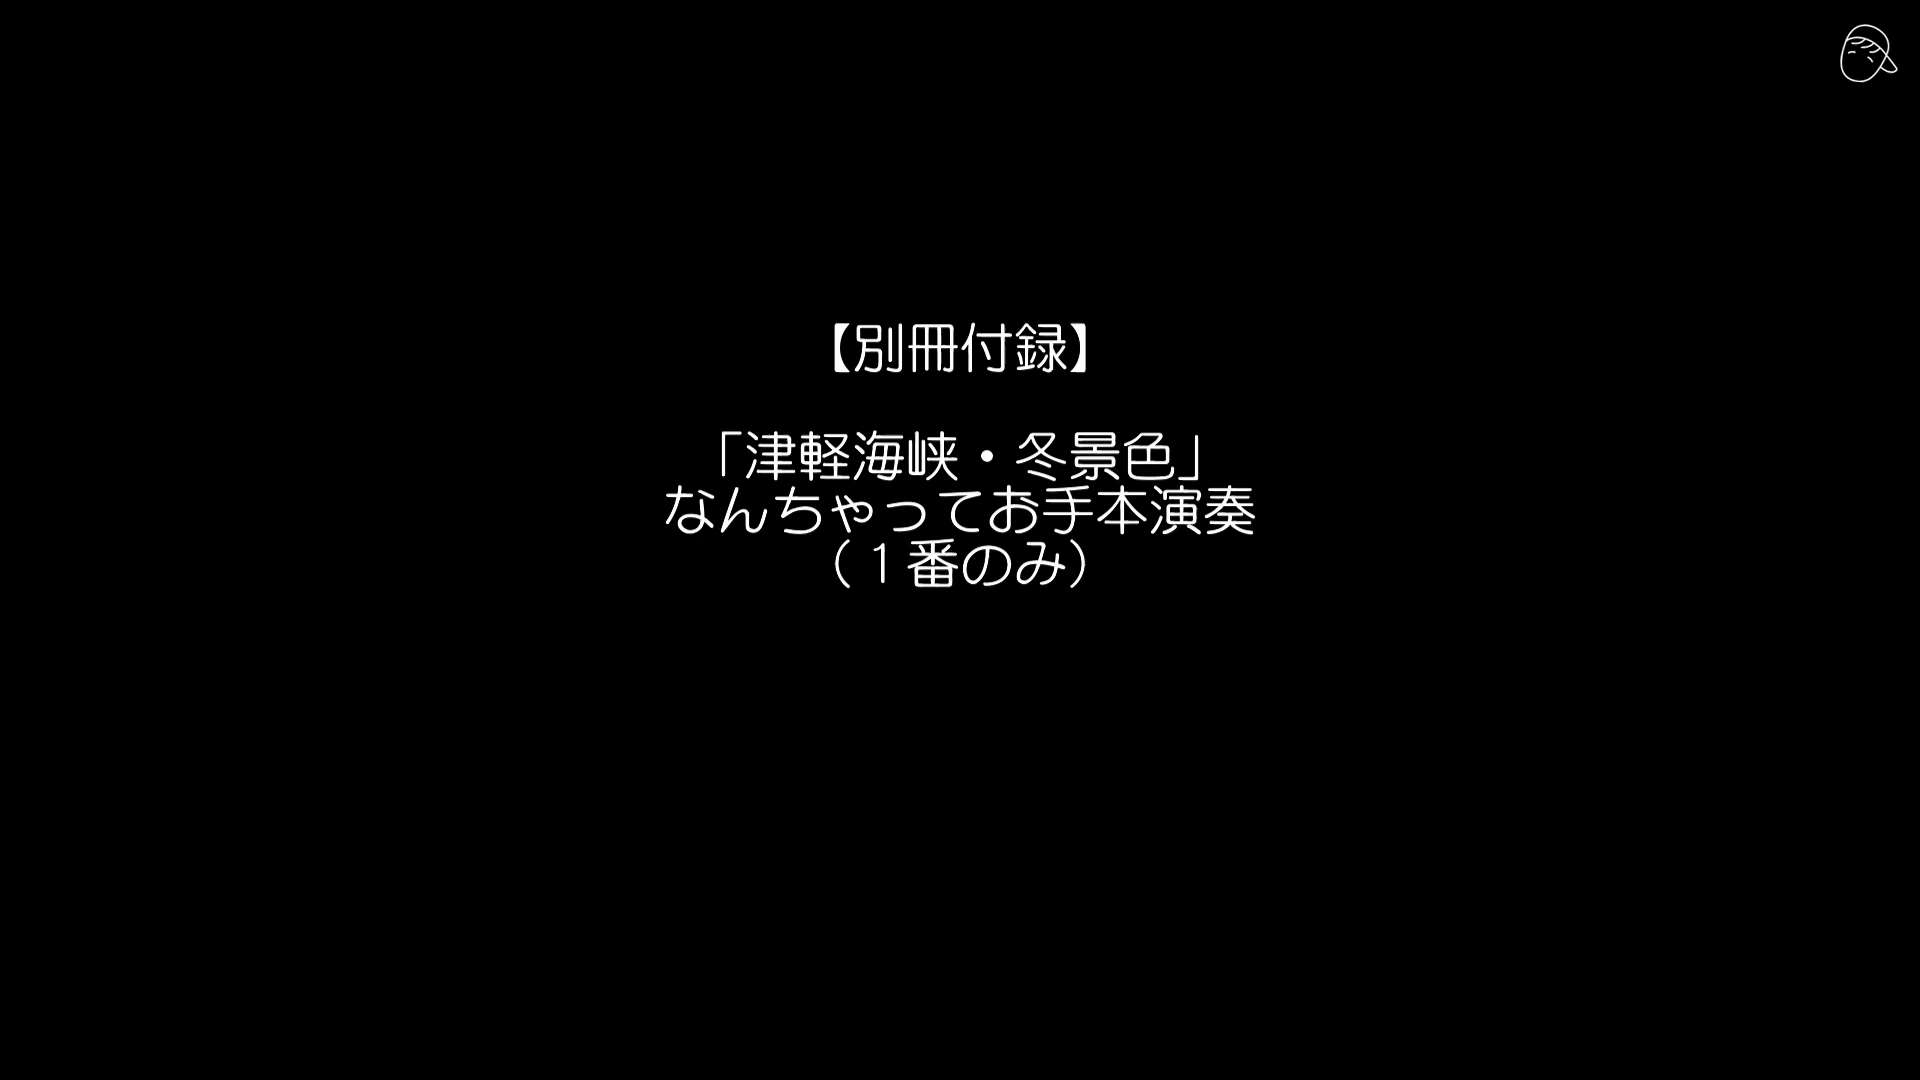 【別冊付録】
「津軽海峡・冬景色」
なんちゃってお手本演奏
（１番のみ）